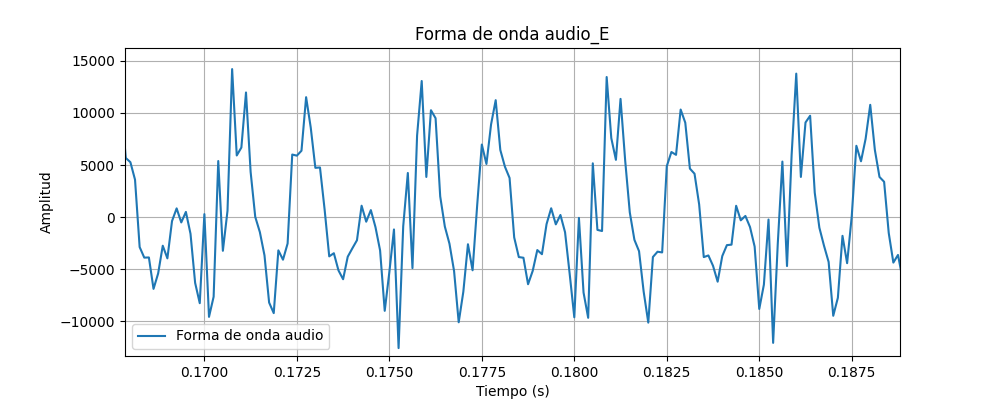 Forma de onda audio_E
15000
10000
5000
0
−5000
−10000
Amplitud
Forma de onda audio
0.1700 0.1725 0.1750 0.1775 0.1800 0.1825 0.1850 0.1875
Tiempo (s)